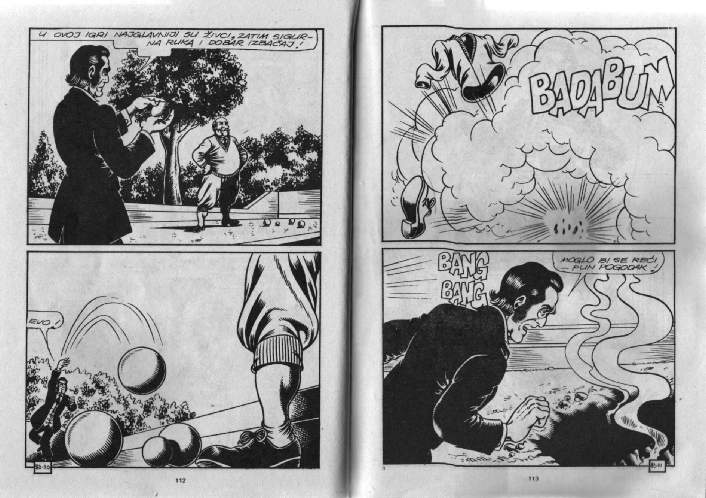 U OVOJ IGRI NAJGLAVNIJI SU ŽIVCI, ZATIM SIGUR-
NA RUKA I DOBAR IZBAČAJ!
EVO!
112
BADABUM
BANG
BANG
MOGLO BI SE REĆI
PUN POGODAK!
113